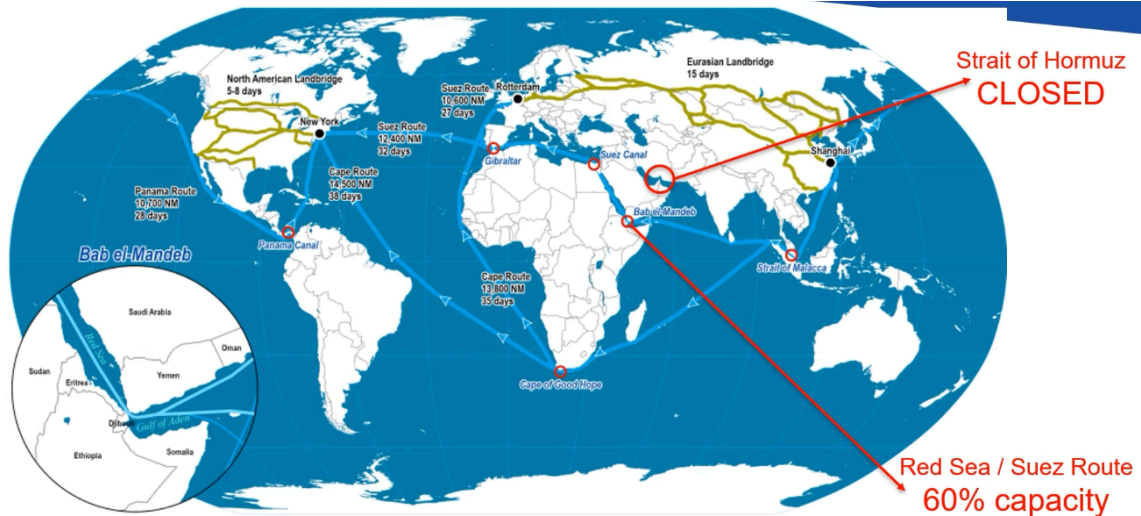 Strait of Hormuz
CLOSED
North American Landbridge
5-8 days
Eurasian Landbridge
15 days
Suez Route
10,600 NM
27 days
Rotterdam
New York
Suez Route
12,400 NM
32 days
Gibraltar
Suez Canal
Shanghai
Cape Route
14,500 NM
38 days
Panama Route
10,700 NM
28 days
Panama Canal
Bab el-Mandeb
Strait of Malacca
Cape Route
13,800 NM
35 days
Cape of Good Hope
Bab el-Mandeb
Saudi Arabia
Red Sea
Oman
Sudan
Eritrea
Yemen
Gulf of Aden
Ethiopia
Somalia
Red Sea / Suez Route
60% capacity